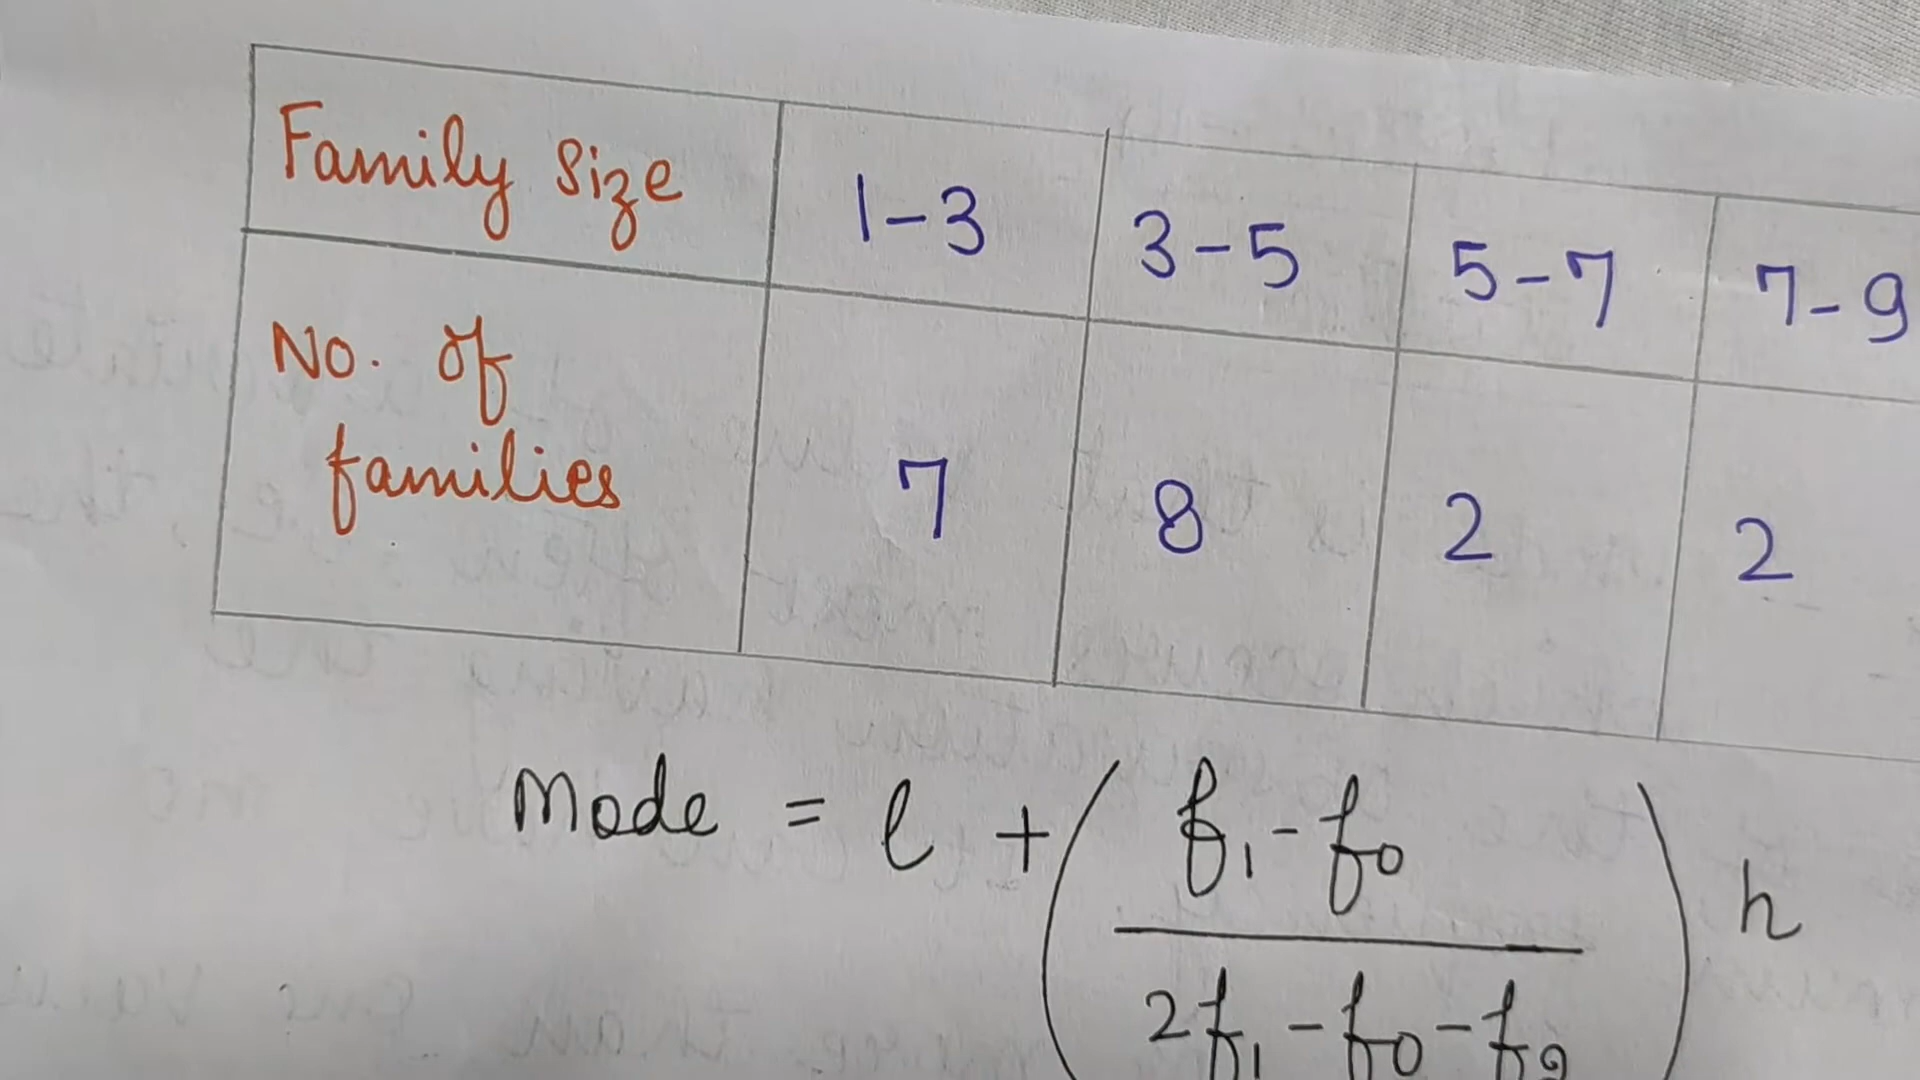 Family Size 1-3 3-5 5-7 7-9
No. of families 7 8 2 2
Mode = l + ( f₁ - f₀ / 2f₁ - f₀ - f₂ ) h